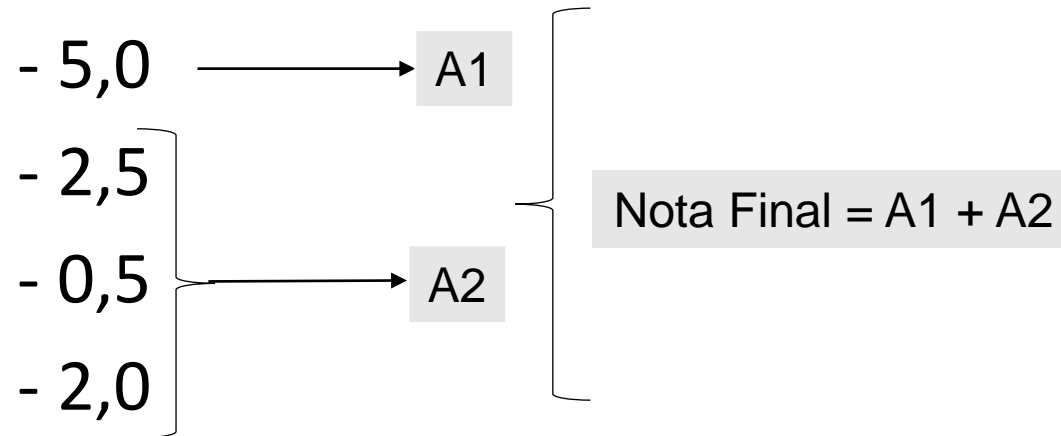 - 5,0
A1
- 2,5
- 0,5
A2
- 2,0
Nota Final = A1 + A2